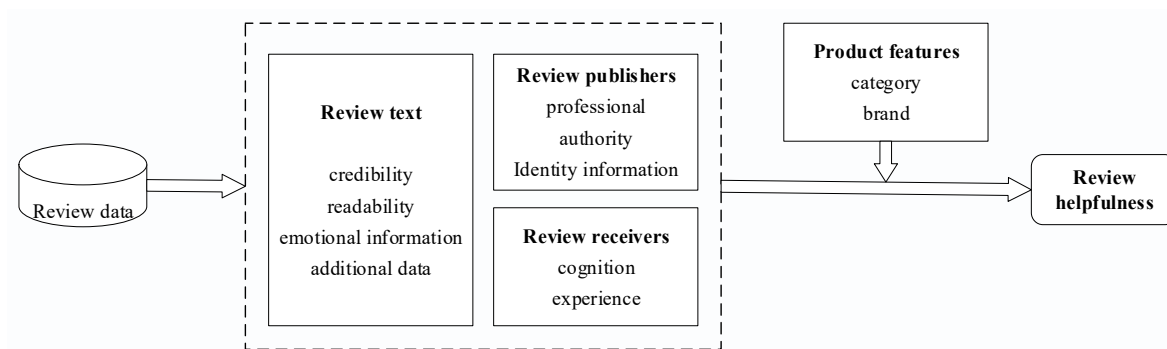 Review data
Review text
credibility
readability
emotional information
additional data
Review publishers
professional
authority
Identity information
Review receivers
cognition
experience
Product features
category
brand
Review
helpfulness